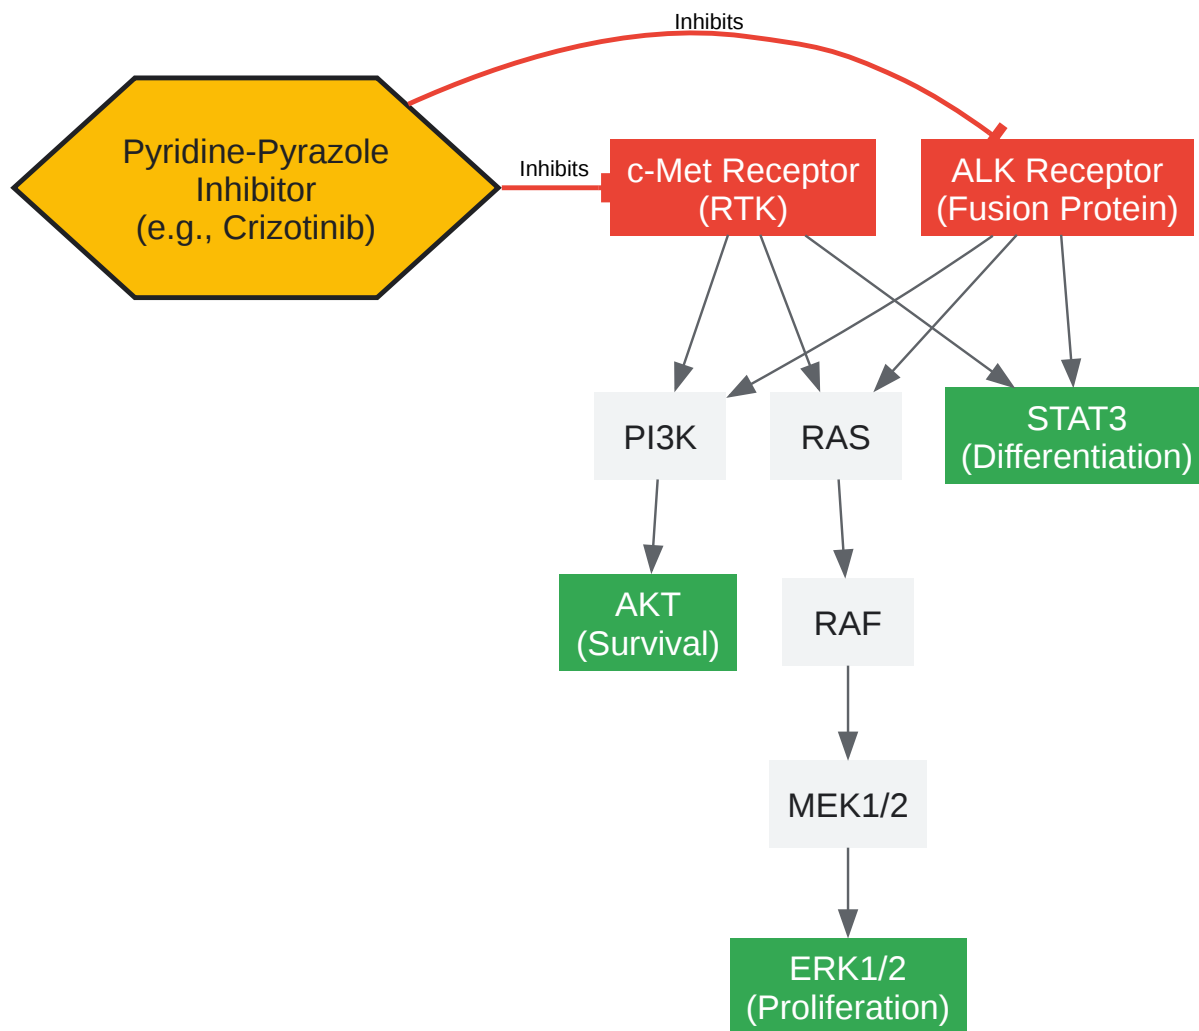 Inhibits
Pyridine-Pyrazole
Inhibitor
(e.g., Crizotinib)
Inhibits
c-Met Receptor
(RTK)
ALK Receptor
(Fusion Protein)
PI3K
RAS
STAT3
(Differentiation)
AKT
(Survival)
RAF
MEK1/2
ERK1/2
(Proliferation)